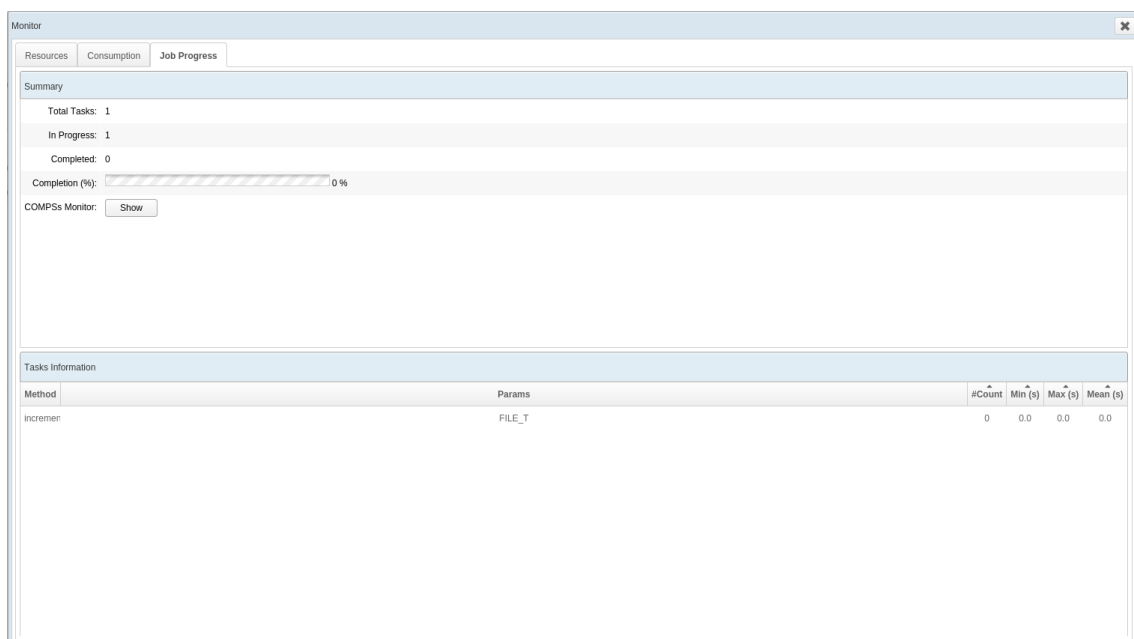 Monitor
Resources Consumption Job Progress
Summary
Total Tasks: 1
In Progress: 1
Completed: 0
Completion (%): 0 %
COMPSs Monitor: Show
Tasks Information
Method Params #Count Min (s) Max (s) Mean (s)
incremen FILE_T 0 0.0 0.0 0.0